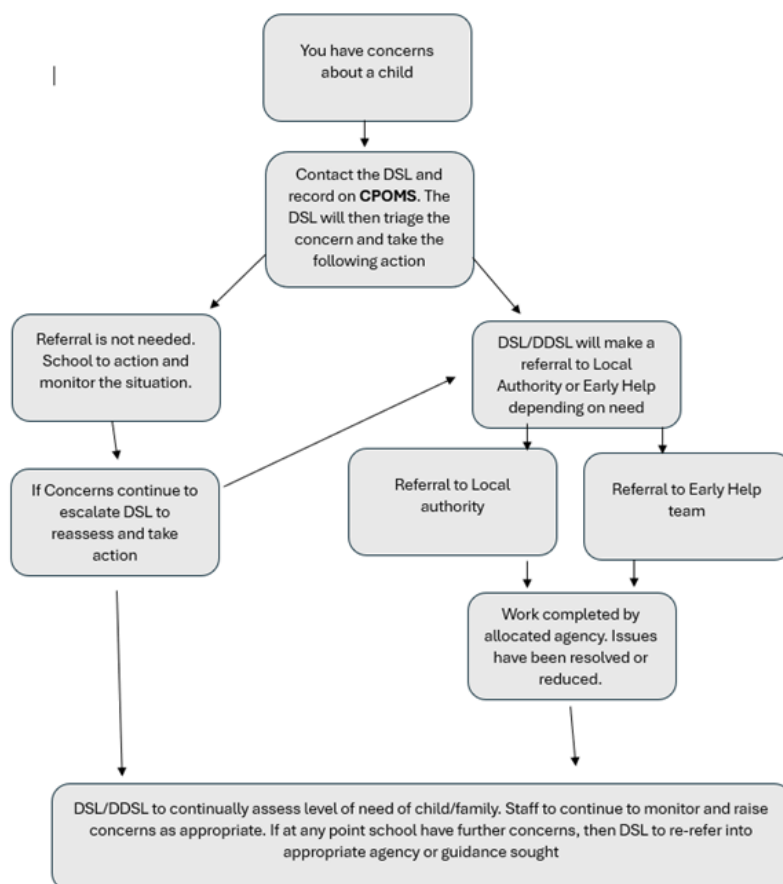 You have concerns
about a child
Contact the DSL and
record on CPOMS. The
DSL will then triage the
concern and take the
following action
Referral is not needed.
School to action and
monitor the situation.
DSL/DDSL will make a
referral to Local
Authority or Early Help
depending on need
If Concerns continue to
escalate DSL to
reassess and take
action
Referral to Local
authority
Referral to Early Help
team
Work completed by
allocated agency. Issues
have been resolved or
reduced.
DSL/DDSL to continually assess level of need of child/family. Staff to continue to monitor and raise
concerns as appropriate. If at any point school have further concerns, then DSL to re-refer into
appropriate agency or guidance sought